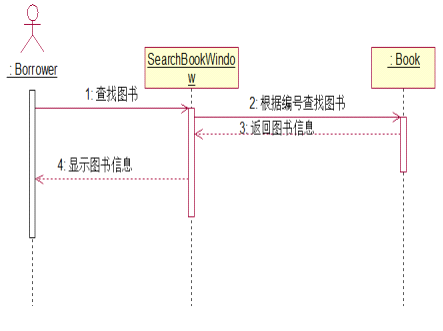 : Borrower
SearchBookWindo
w
: Book
1: 查找图书
2: 根据编号查找图书
3: 返回图书信息
4: 显示图书信息